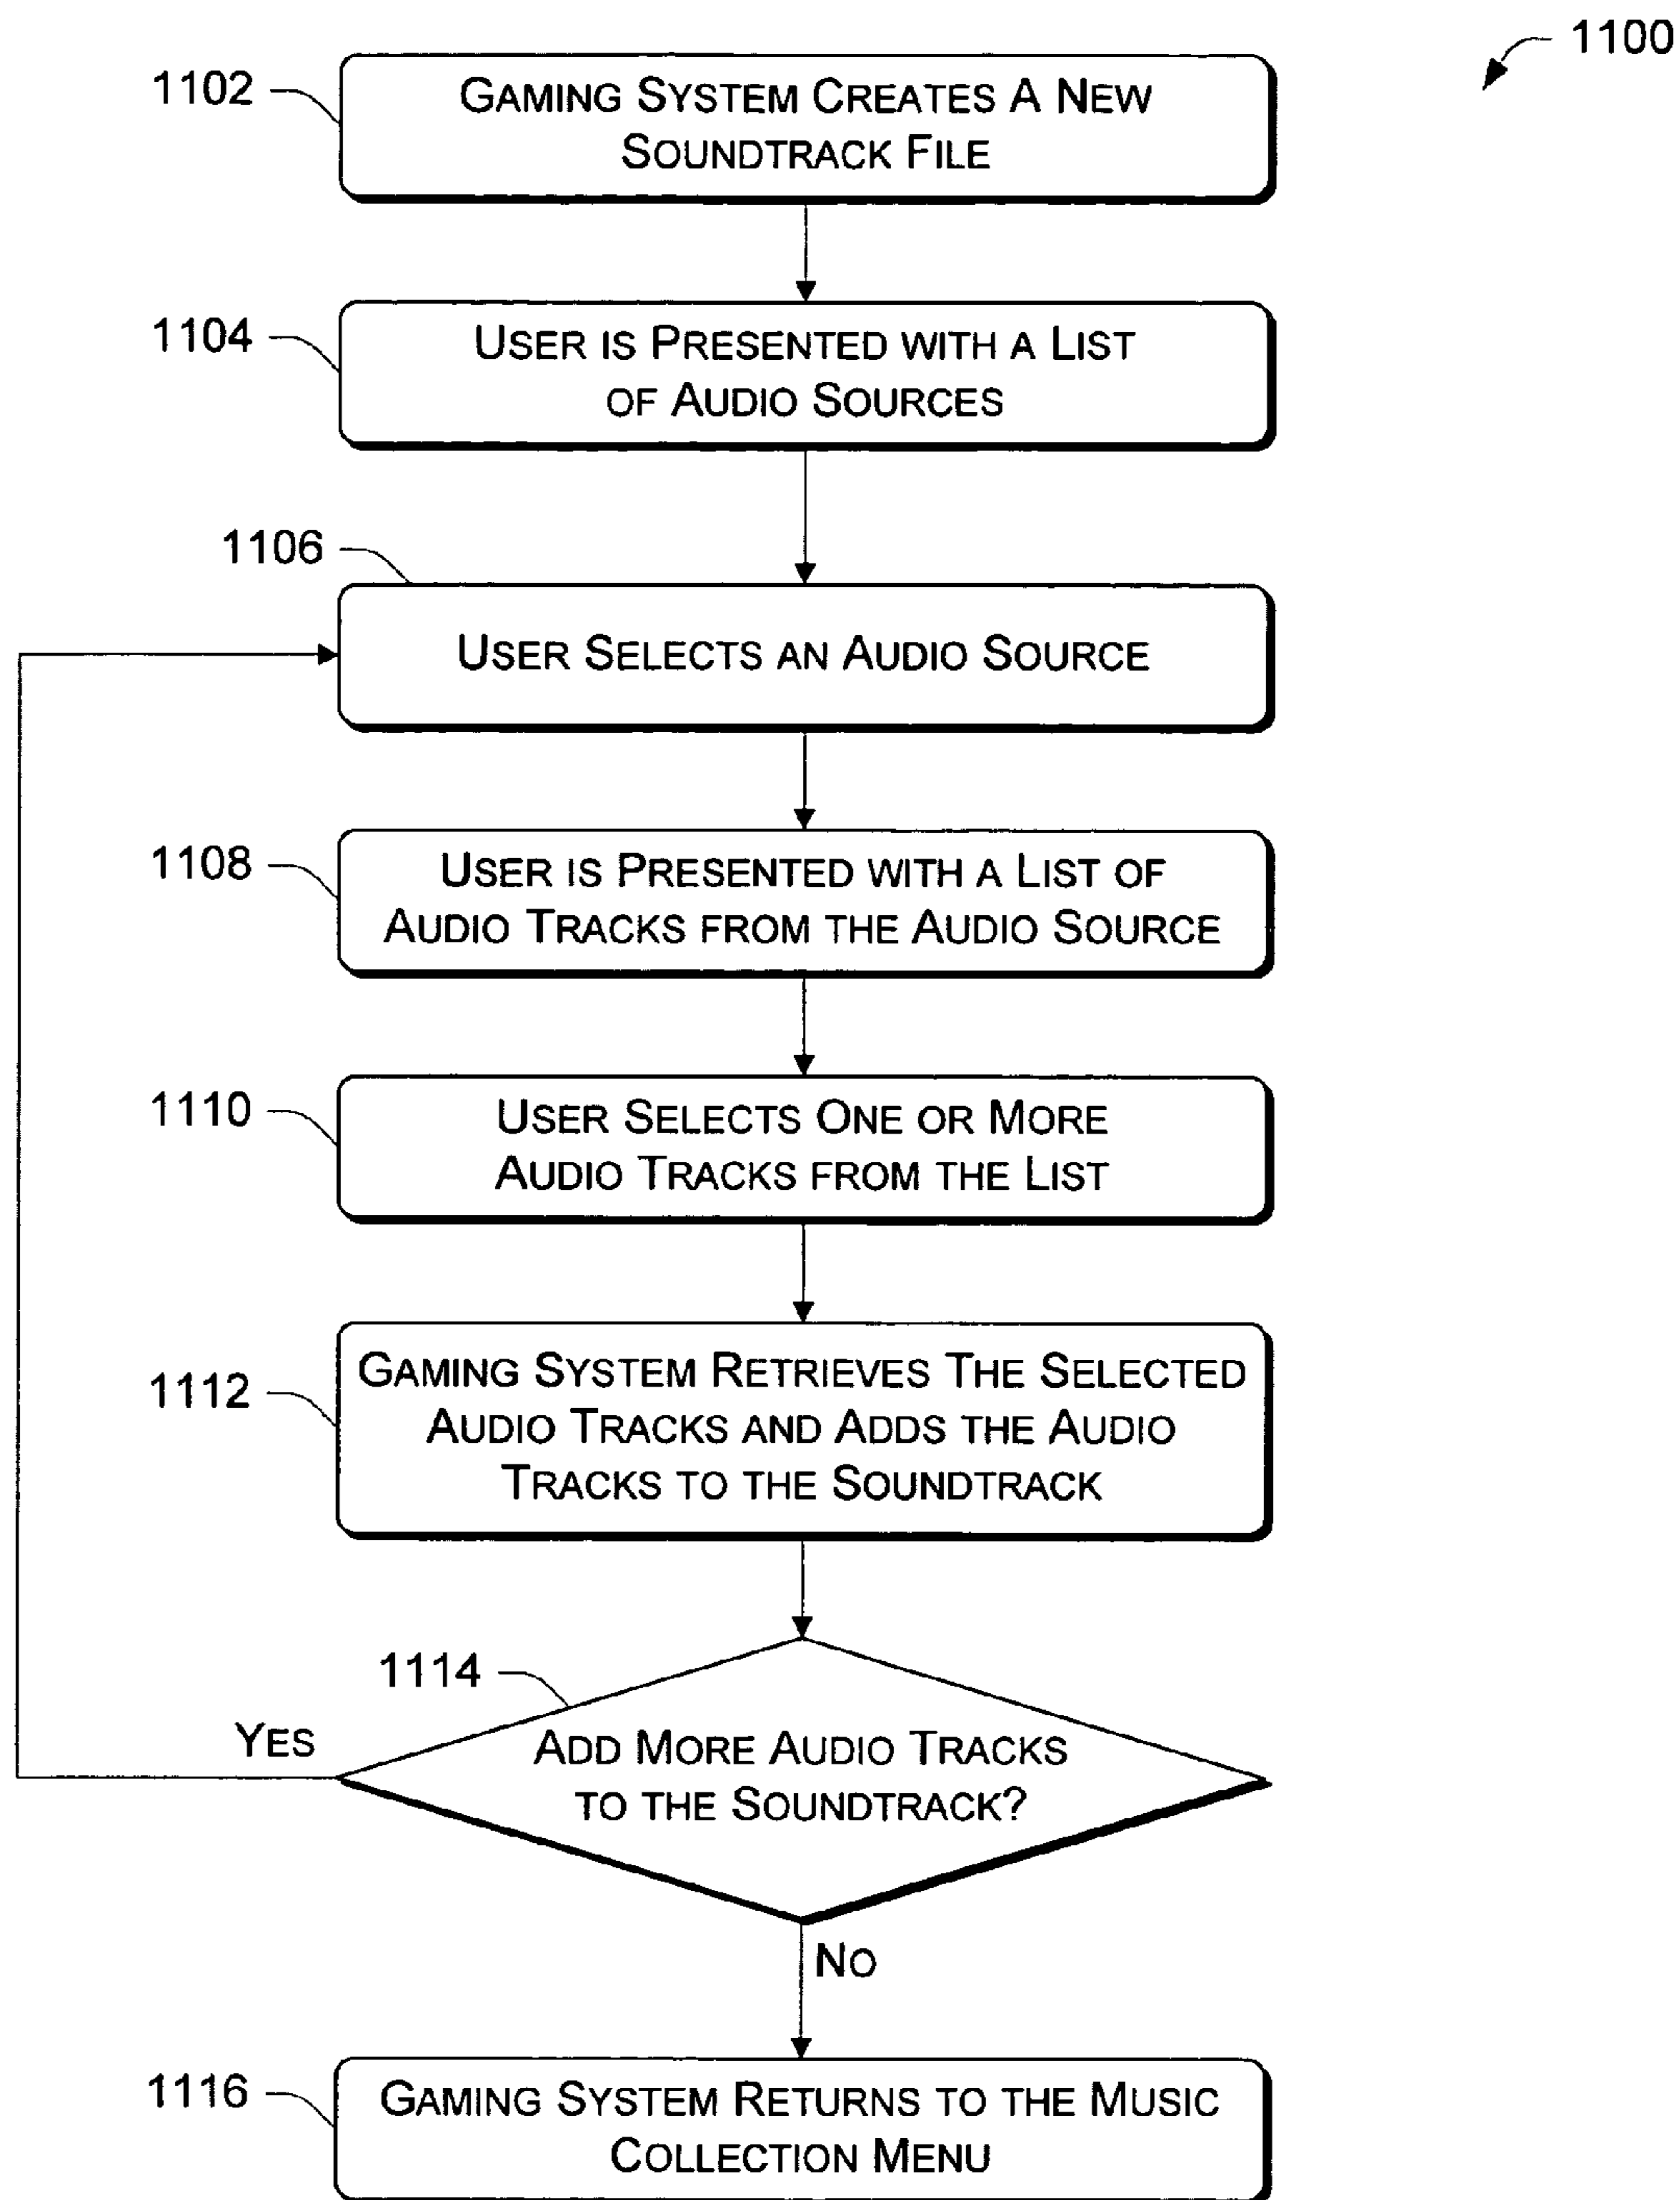 1100
1102
GAMING SYSTEM CREATES A NEW
SOUNDTRACK FILE
1104
USER IS PRESENTED WITH A LIST
OF AUDIO SOURCES
1106
USER SELECTS AN AUDIO SOURCE
1108
USER IS PRESENTED WITH A LIST OF
AUDIO TRACKS FROM THE AUDIO SOURCE
1110
USER SELECTS ONE OR MORE
AUDIO TRACKS FROM THE LIST
1112
GAMING SYSTEM RETRIEVES THE SELECTED
AUDIO TRACKS AND ADDS THE AUDIO
TRACKS TO THE SOUNDTRACK
1114
YES
ADD MORE AUDIO TRACKS
TO THE SOUNDTRACK?
NO
1116
GAMING SYSTEM RETURNS TO THE MUSIC
COLLECTION MENU